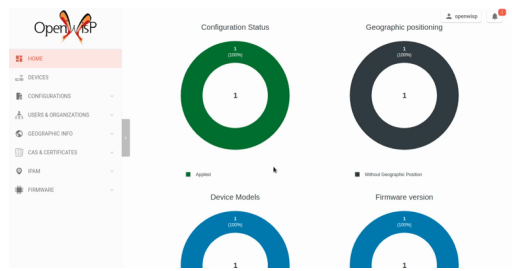 OpenWISP
openwisp
1
HOME
DEVICES
CONFIGURATIONS
USERS & ORGANIZATIONS
GEOGRAPHIC INFO
CAS & CERTIFICATES
IPAM
FIRMWARE
Configuration Status
1
(100%)
1
Applied
Geographic positioning
1
(100%)
1
Without Geographic Position
Device Models
1
(100%)
1
Firmware version
1
(100%)
1